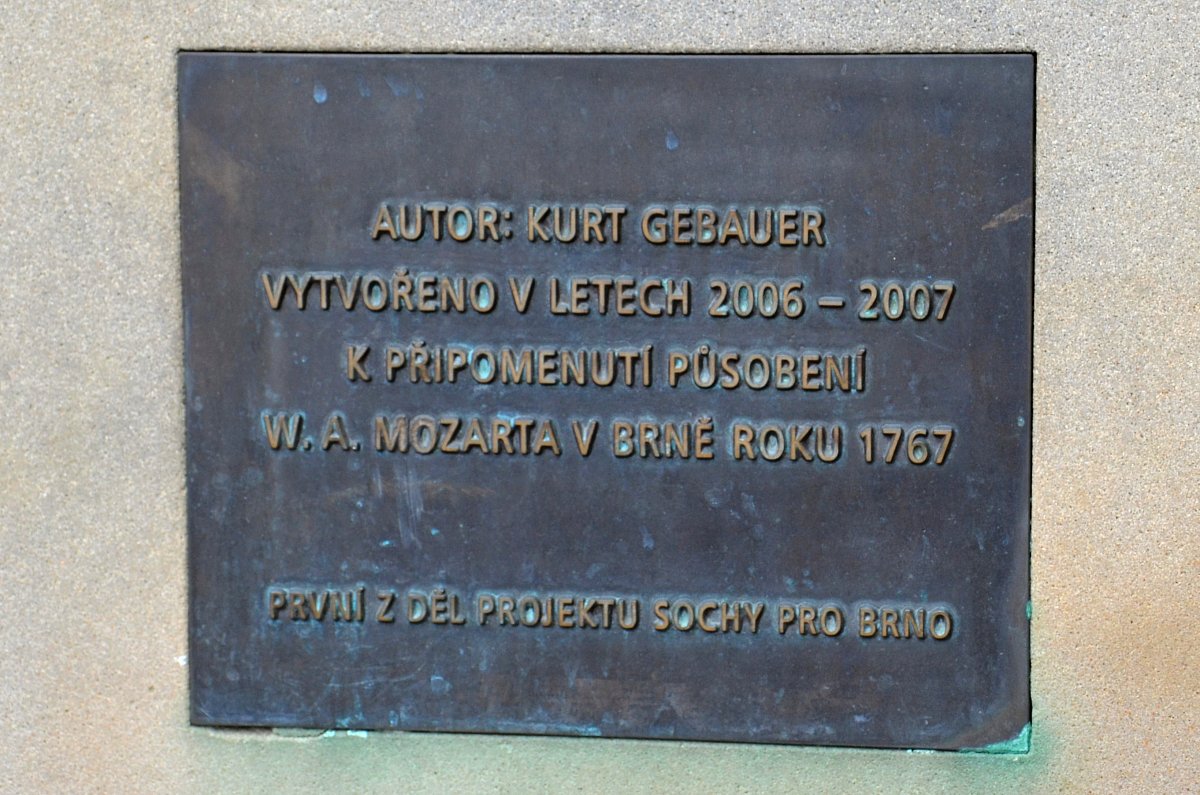 AUTOR: KURT GEBAUER
VYTVOŘENO V LETECH 2006 – 2007
K PŘIPOMENUTÍ PŮSOBENÍ
W. A. MOZARTA V BRNĚ ROKU 1767
PRVNÍ Z DĚL PROJEKTU SOCHY PRO BRNO